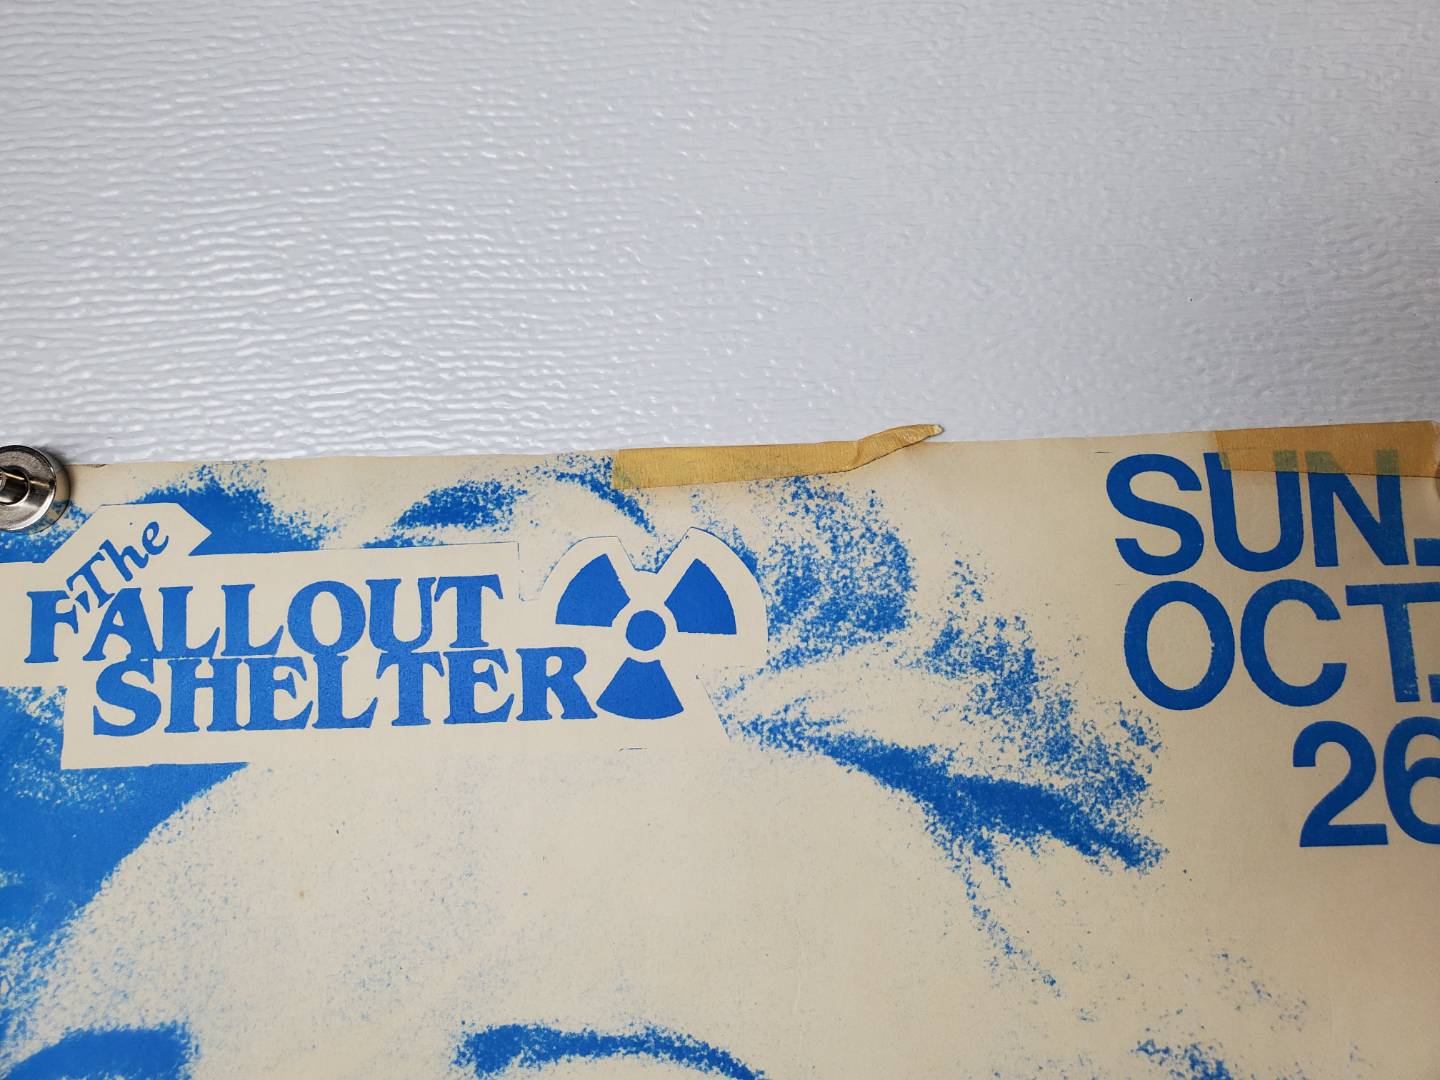 The
FALLOUT
SHELTER
SUN.
OCT.
26